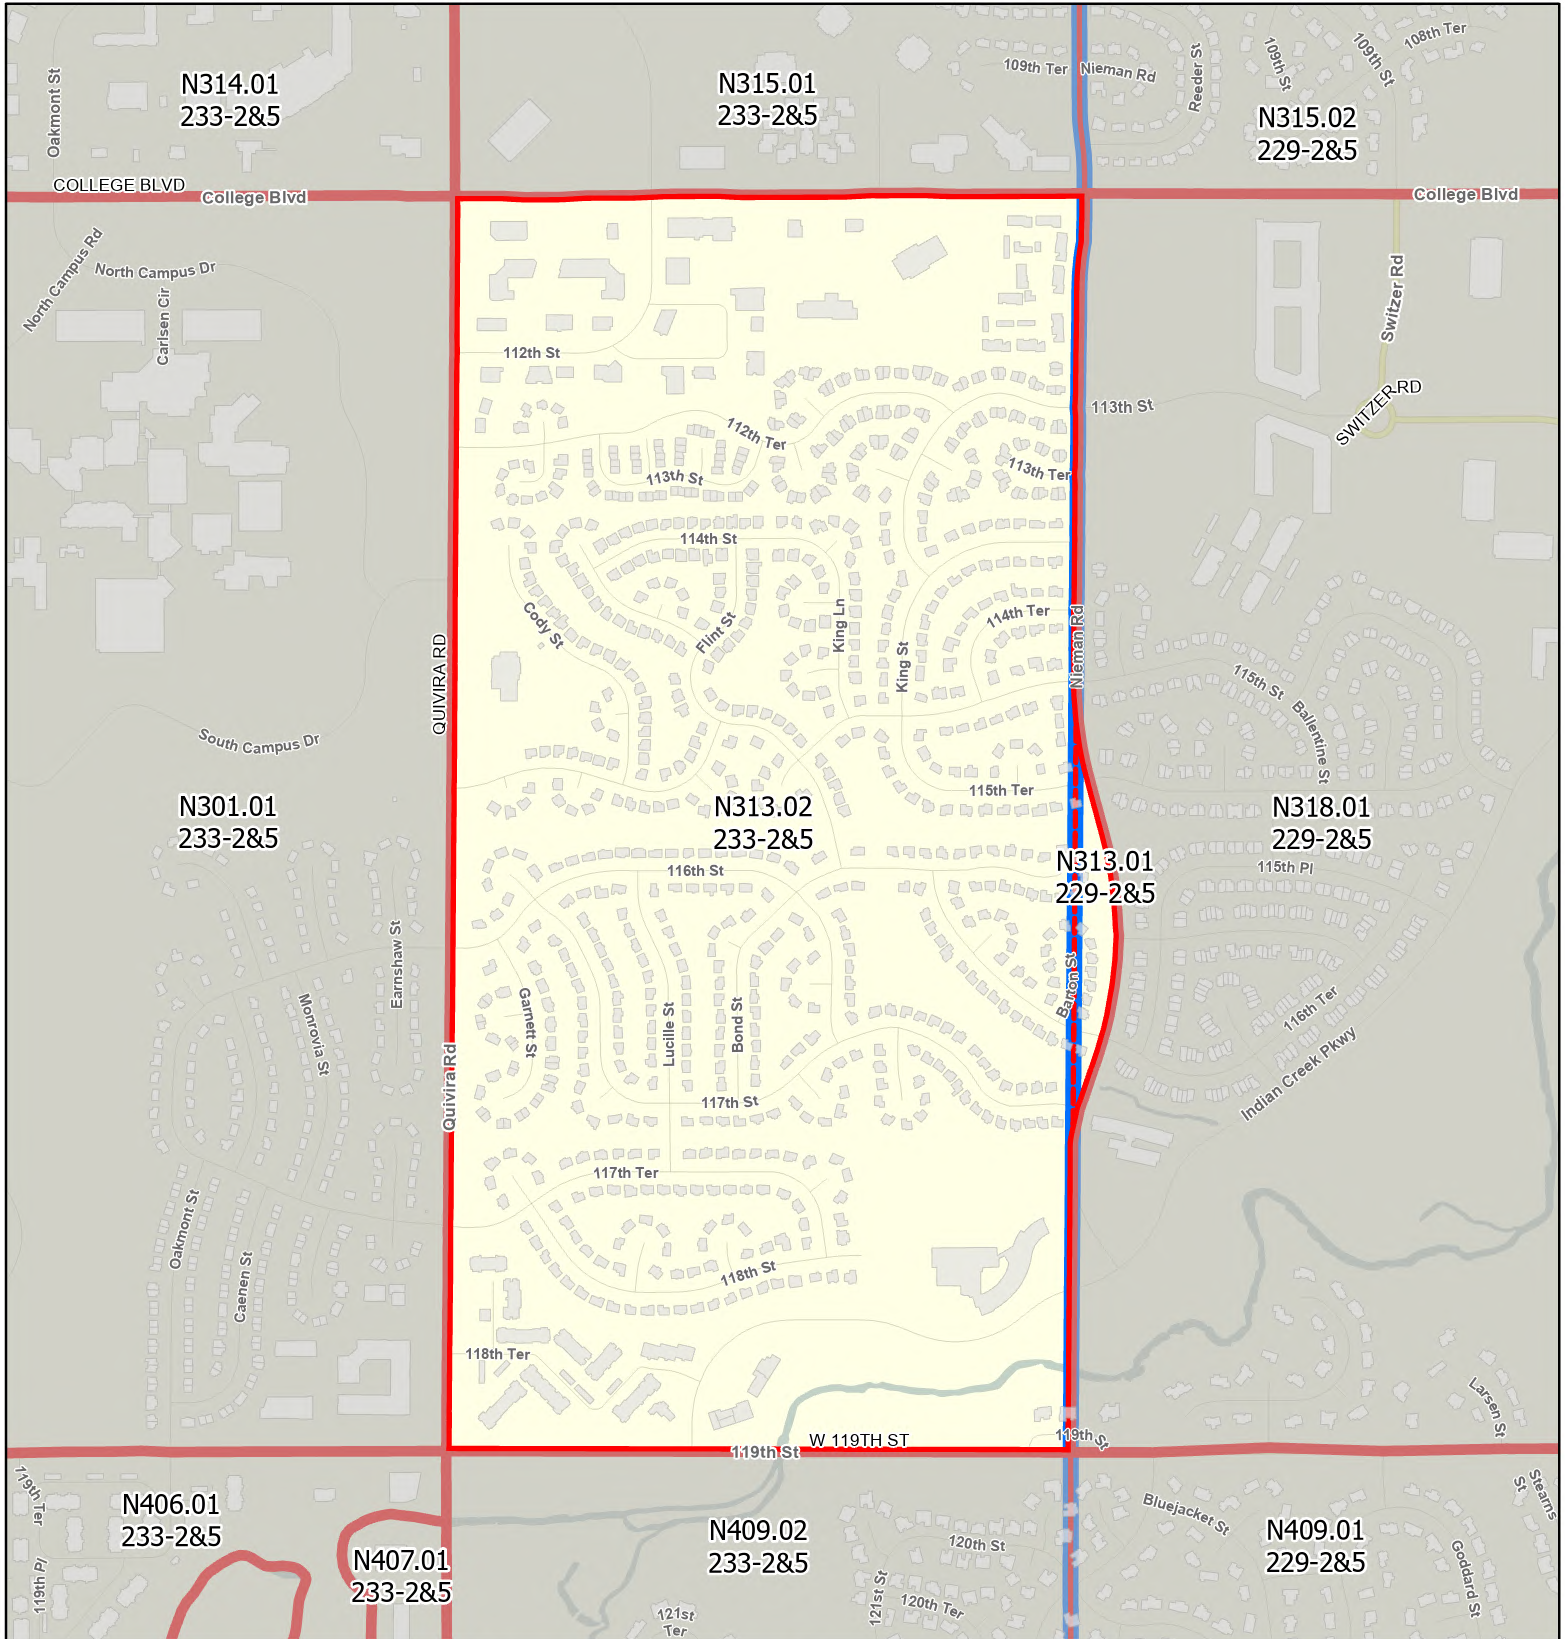 109th Ter
Nieman Rd
Reeder St
109th St
109th St
108th Ter
Oakmont St
N314.01
233-2&5
N315.01
233-2&5
N315.02
229-2&5
COLLEGE BLVD
College Blvd
College Blvd
North Campus Rd
North Campus Dr
Carlsen Cir
Switzer Rd
SWITZER RD
112th St
113th St
112th Ter
113th St
113th Ter
114th St
Cody St
Flint St
King Ln
King St
114th Ter
Nieman Rd
QUIVIRA RD
115th St
Ballentine St
South Campus Dr
115th Ter
N301.01
233-2&5
N313.02
233-2&5
N318.01
229-2&5
N313.01
229-2&5
116th St
115th Pl
Earnshaw St
Monrovia St
Garnett St
Lucille St
Bond St
Barton St
116th Ter
Indian Creek Pkwy
Quivira Rd
117th St
117th Ter
Oakmont St
Caenen St
118th St
118th Ter
Larsen St
W 119TH ST
119th St
119th St
119th Ter
N406.01
233-2&5
N407.01
233-2&5
N409.02
233-2&5
N409.01
229-2&5
Bluejacket St
Stearns
St
120th St
Goddard St
119th Pl
121st St
120th Ter
121st
Ter